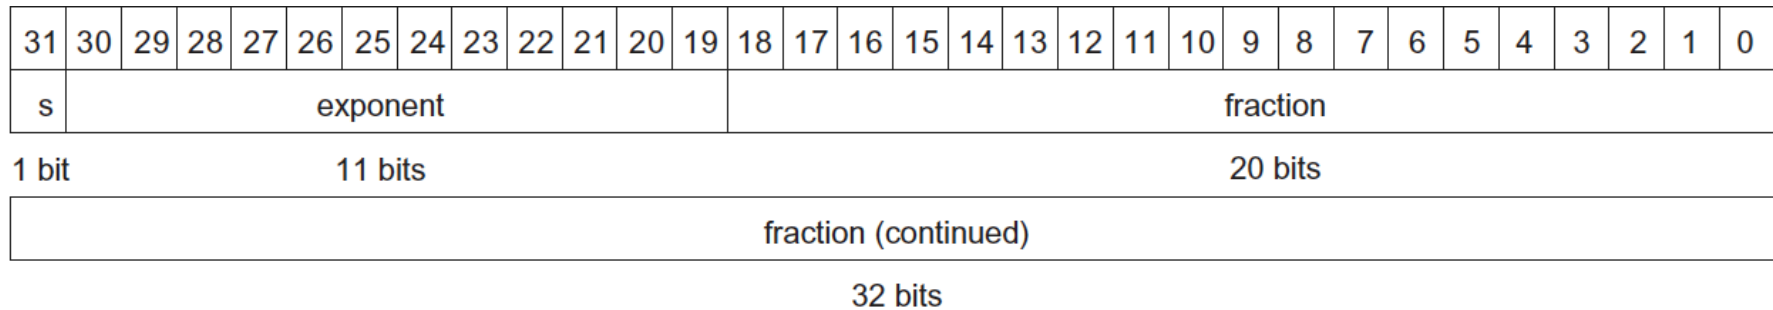 31 30 29 28 27 26 25 24 23 22 21 20 19 18 17 16 15 14 13 12 11 10 9 8 7 6 5 4 3 2 1 0
s exponent fraction
1 bit 11 bits 20 bits
fraction (continued)
32 bits